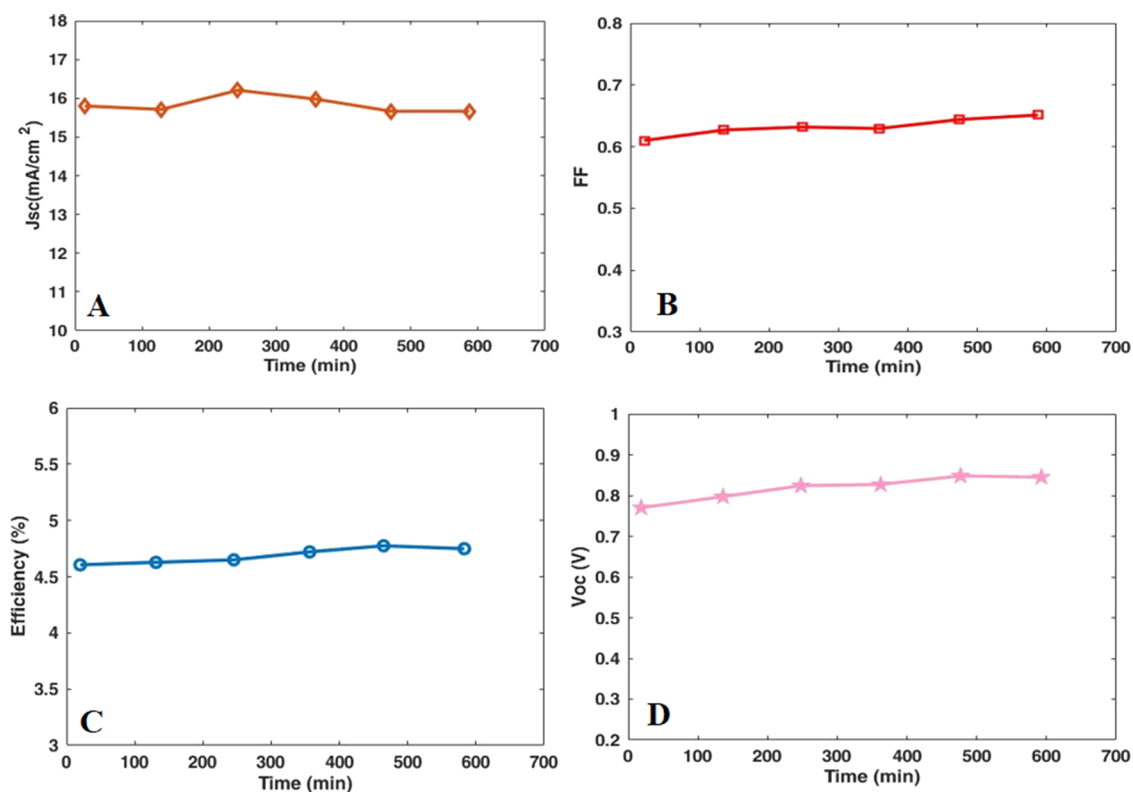 18
17
16
15
14
13
12
11
10
Jsc(mA/cm 2)
0 100 200 300 400 500 600 700
Time (min)
A
0.8
0.7
0.6
0.5
0.4
0.3
FF
0 100 200 300 400 500 600 700
Time (min)
B
6
5.5
5
4.5
4
3.5
3
Efficiency (%)
0 100 200 300 400 500 600 700
Time (min)
C
1
0.9
0.8
0.7
0.6
0.5
0.4
0.3
0.2
Voc (V)
0 100 200 300 400 500 600 700
Time (min)
D